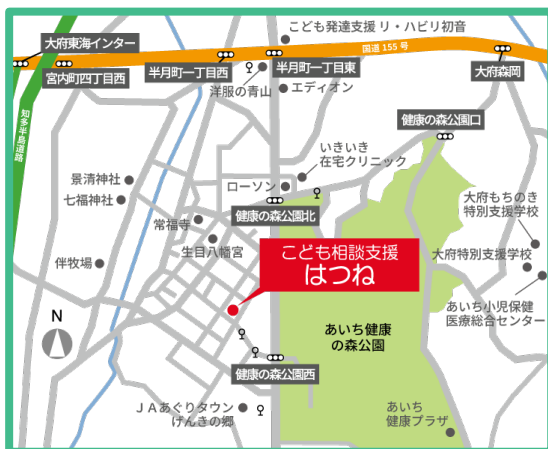 こども発達支援 リ・ハビリ初音
大府東海インター
国道 155 号
宮内町四丁目西
半月町一丁目西
半月町一丁目東
大府森岡
洋服の青山
エディオン
知多半島道路
健康の森公園口
いきいき
在宅クリニック
景清神社
七福神社
ローソン
健康の森公園北
大府もちのき
特別支援学校
常福寺
生目八幡宮
こども相談支援
はつね
伴牧場
大府特別支援学校
あいち小児保健
医療総合センター
N
あいち健康
の森公園
健康の森公園西
JAあぐりタウン
げんきの郷
あいち
健康プラザ